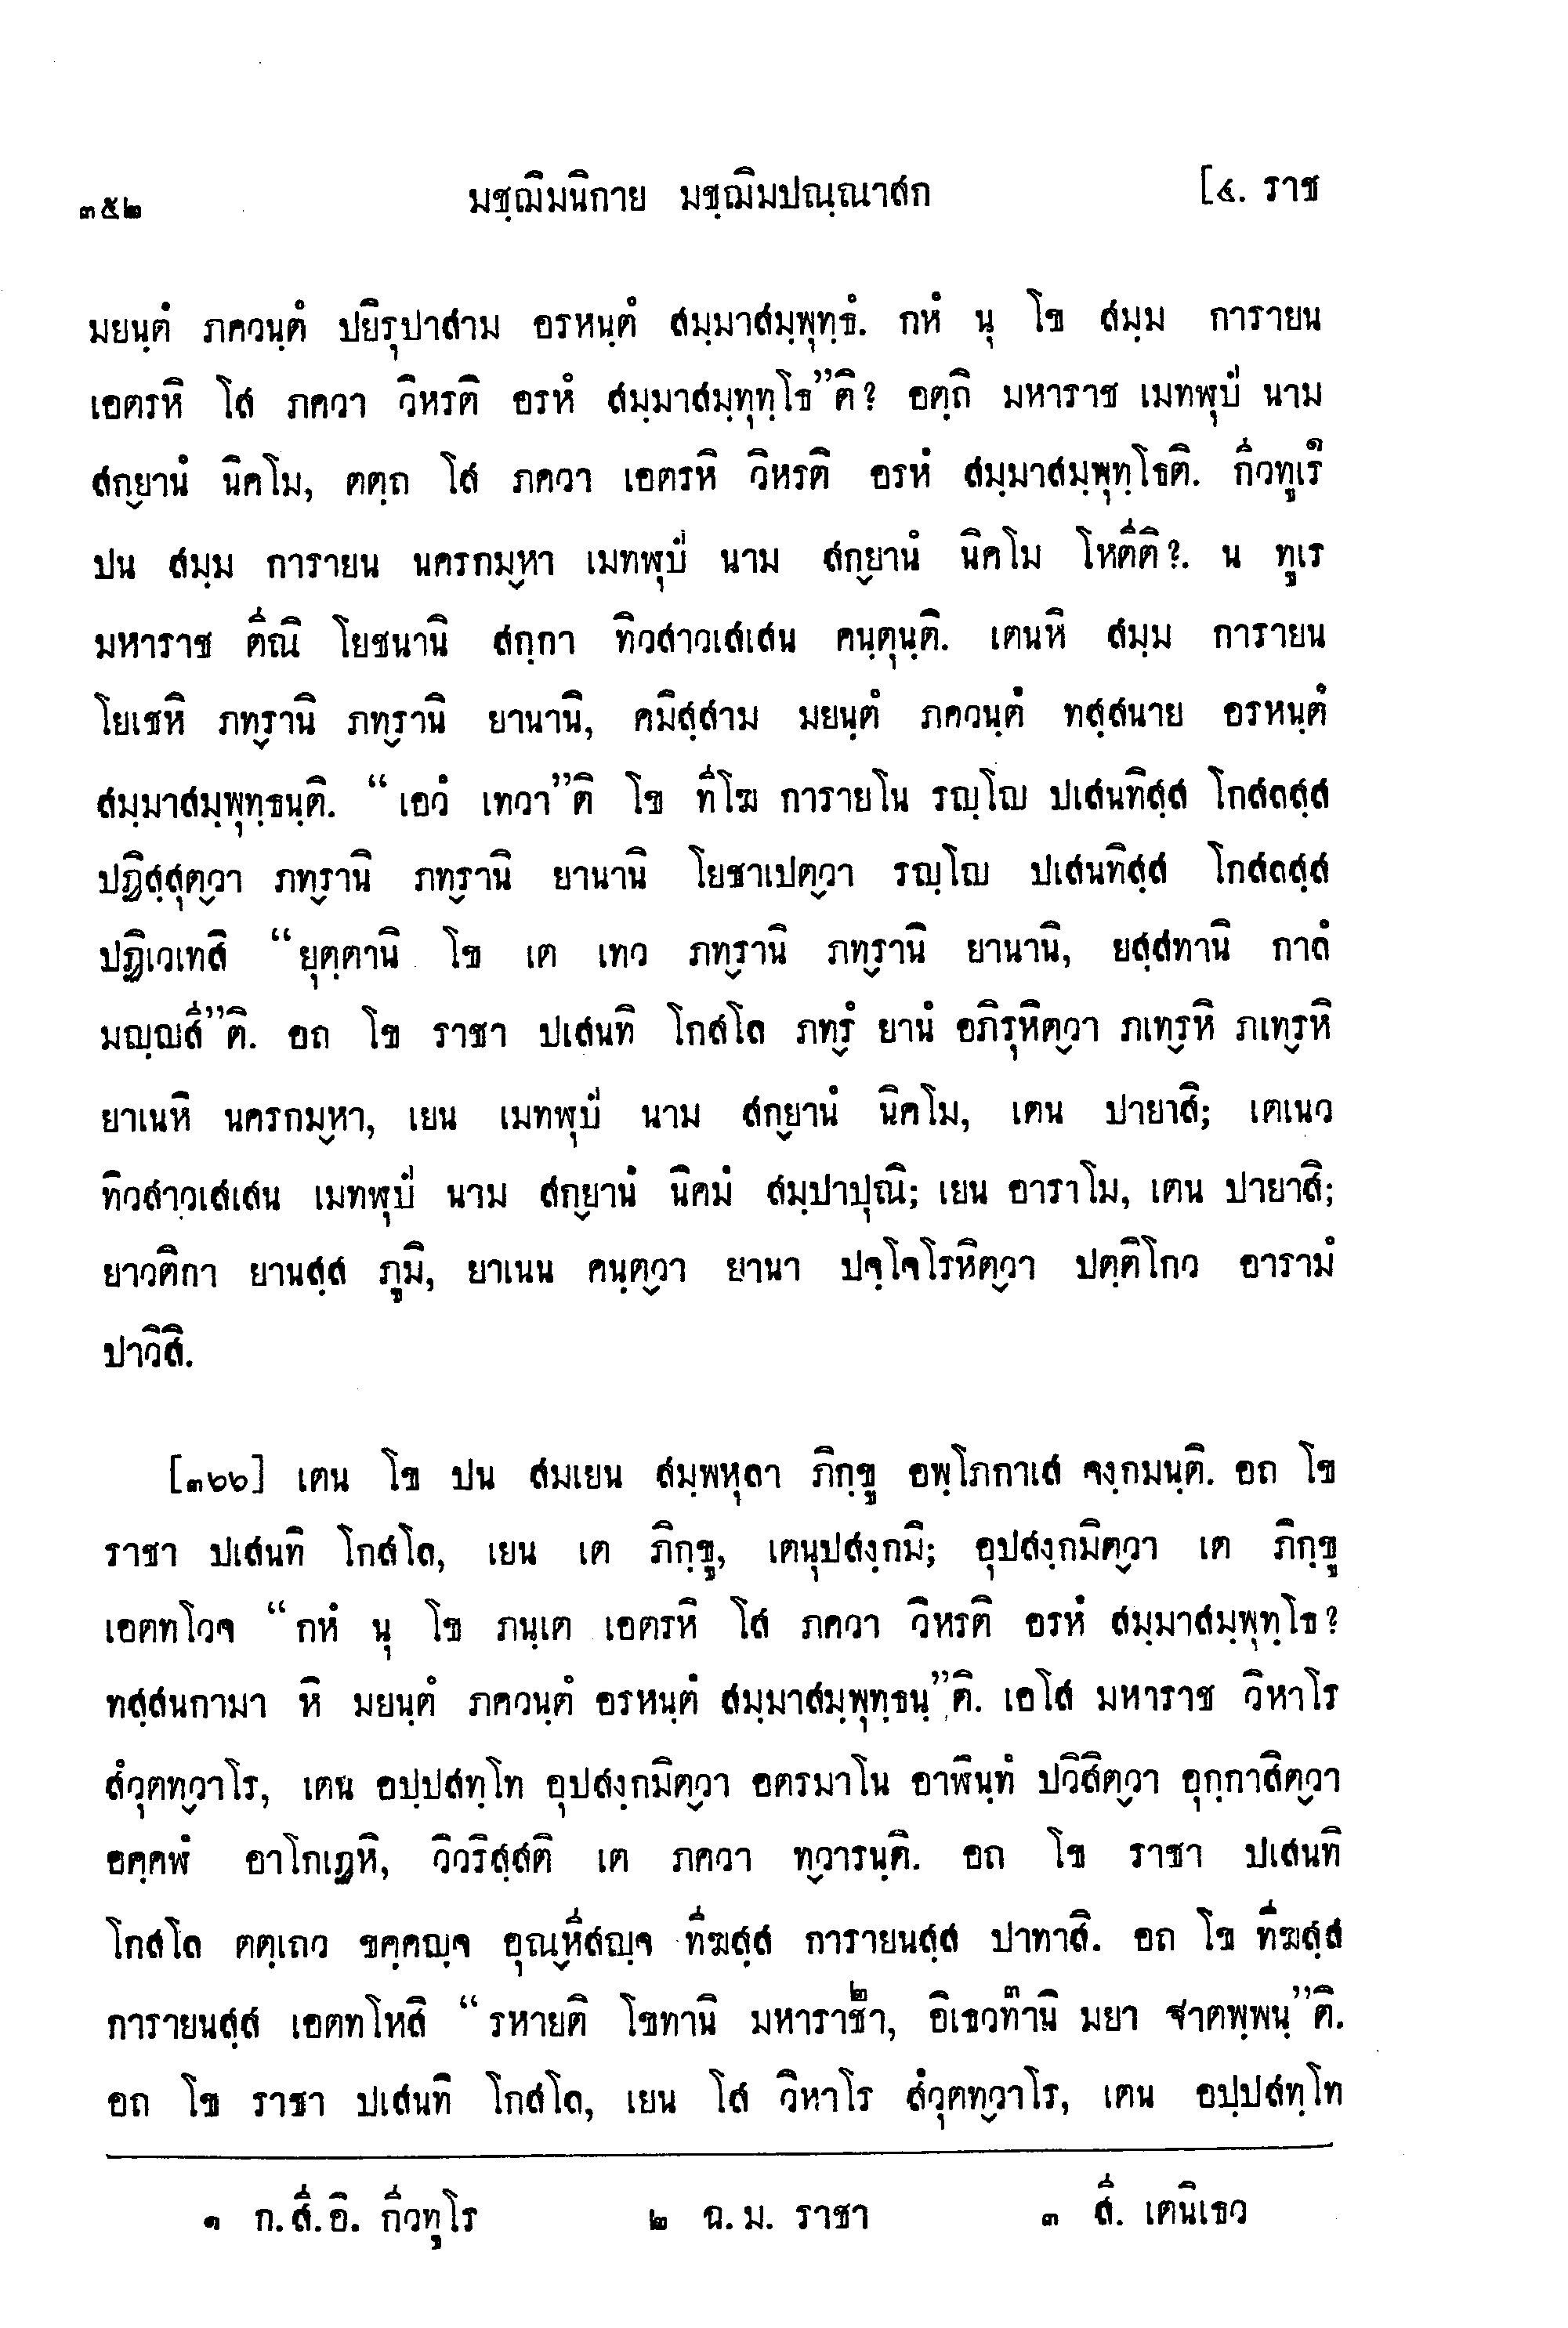 ๓๕๒ มชฺฌิมนิกาย มชฺฌิมปณฺณาสก [๔. ราช
มยนฺตํ ภควนฺตํ ปยิรุปาสาม อรหนฺตํ สมฺมาสมฺพุทฺธํ. กหํ นุ โข สมฺม การายน
เอตรหิ โส ภควา วิหรติ อรหํ สมฺมาสมฺทุทฺโธ”ติ? อตฺถิ มหาราช เมทฬุปํ นาม
สกฺยานํ นิคโม, ตตฺถ โส ภควา เอตรหิ วิหรติ อรหํ สมฺมาสมฺพุทฺโธติ. กีวทูเร๑
ปน สมฺม การายน นครกมฺหา เมทฬุปํ นาม สกฺยานํ นิคโม โหตีติ?. น ทูเร
มหาราช ตีณิ โยชนานิ สกฺกา ทิวสาวเสเสน คนฺตุนฺติ. เตนหิ สมฺม การายน
โยเชหิ ภทฺรานิ ภทฺรานิ ยานานิ, คมิสฺสาม มยนฺตํ ภควนฺตํ ทสฺสนาย อรหนฺตํ
สมฺมาสมฺพุทฺธนฺติ. “เอวํ เทวา”ติ โข ทีโฆ การายโน รญฺโญ ปเสนทิสฺส โกสลสฺส
ปฏิสฺสุตฺวา ภทฺรานิ ภทฺรานิ ยานานิ โยชาเปตฺวา รญฺโญ ปเสนทิสฺส โกสลสฺส
ปฏิเวเทสิ “ยุตฺตานิ โข เต เทว ภทฺรานิ ภทฺรานิ ยานานิ, ยสฺสทานิ กาลํ
มญฺญสี”ติ. อถ โข ราชา ปเสนทิ โกสโล ภทฺรํ ยานํ อภิรุหิตฺวา ภเทฺรหิ ภเทฺรหิ
ยาเนหิ นครกมฺหา, เยน เมทฬุปํ นาม สกฺยานํ นิคโม, เตน ปายาสิ; เตเนว
ทิวสาวเสเสน เมทฬุปํ นาม สกฺยานํ นิคมํ สมฺปาปุณิ; เยน อาราโม, เตน ปายาสิ;
ยาวติกา ยานสฺส ภูมิ, ยาเนน คนฺตฺวา ยานา ปจฺโจโรหิตฺวา ปตฺติโกว อารามํ
ปาวิสิ.
[๓๖๖] เตน โข ปน สมเยน สมฺพหุลา ภิกฺขู อพฺโภกาเส จงฺกมนฺติ. อถ โข
ราชา ปเสนทิ โกสโล, เยน เต ภิกฺขู, เตนุปสงฺกมิ; อุปสงฺกมิตฺวา เต ภิกฺขู
เอตทโวจ “กหํ นุ โข ภนฺเต เอตรหิ โส ภควา วิหรติ อรหํ สมฺมาสมฺพุทฺโธ?
ทสฺสนกามา หิ มยนฺตํ ภควนฺตํ อรหนฺตํ สมฺมาสมฺพุทฺธนฺ”ติ. เอโส มหาราช วิหาโร
สํวุตทฺวาโร, เตน อปฺปสทฺโท อุปสงฺกมิตฺวา อตรมาโน อาฬินฺทํ ปวิสิตฺวา อุกฺกาสิตฺวา
อคฺคฬํ อาโกเฏหิ, วิวริสฺสติ เต ภควา ทฺวารนฺติ. อถ โข ราชา ปเสนทิ
โกสโล ตตฺเถว ขคฺคญฺจ อุณฺหีสญฺจ ทีฆสฺส การายนสฺส ปาทาสิ. อถ โข ทีฆสฺส
การายนสฺส เอตทโหสิ “รหายติ โขทานิ มหาราชา๒, อิเธวทานิ๓ มยา ฐาตพฺพนฺ”ติ.
อถ โข ราชา ปเสนทิ โกสโล, เยน โส วิหาโร สํวุตทฺวาโร, เตน อปฺปสทฺโท
๑ ก.สี.อิ. กีวทูโร ๒ ฉ.ม. ราชา ๓ สี. เตนิเธว